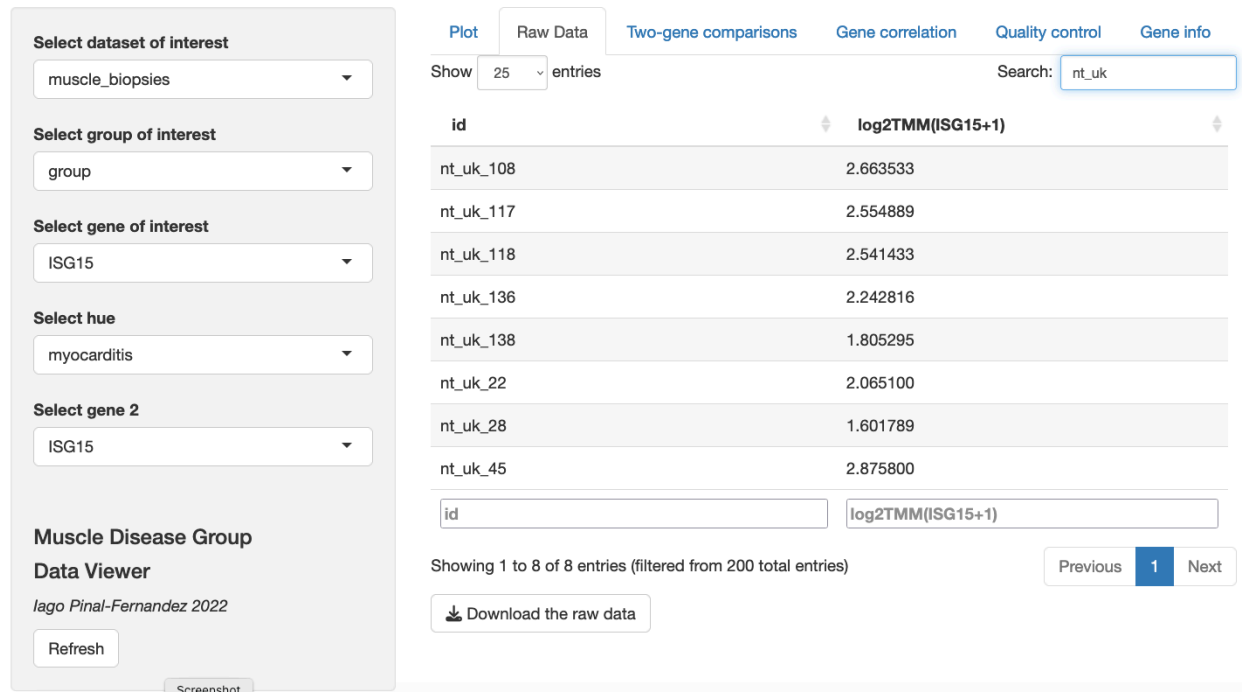 Select dataset of interest
muscle_biopsies
Select group of interest
group
Select gene of interest
ISG15
Select hue
myocarditis
Select gene 2
ISG15
Muscle Disease Group
Data Viewer
Iago Pinal-Fernandez 2022
Refresh
Screenshot
Plot Raw Data Two-gene comparisons Gene correlation Quality control Gene info
Show 25 entries Search: nt_uk
id log2TMM(ISG15+1)
nt_uk_108 2.663533
nt_uk_117 2.554889
nt_uk_118 2.541433
nt_uk_136 2.242816
nt_uk_138 1.805295
nt_uk_22 2.065100
nt_uk_28 1.601789
nt_uk_45 2.875800
id log2TMM(ISG15+1)
Showing 1 to 8 of 8 entries (filtered from 200 total entries) Previous 1 Next
Download the raw data